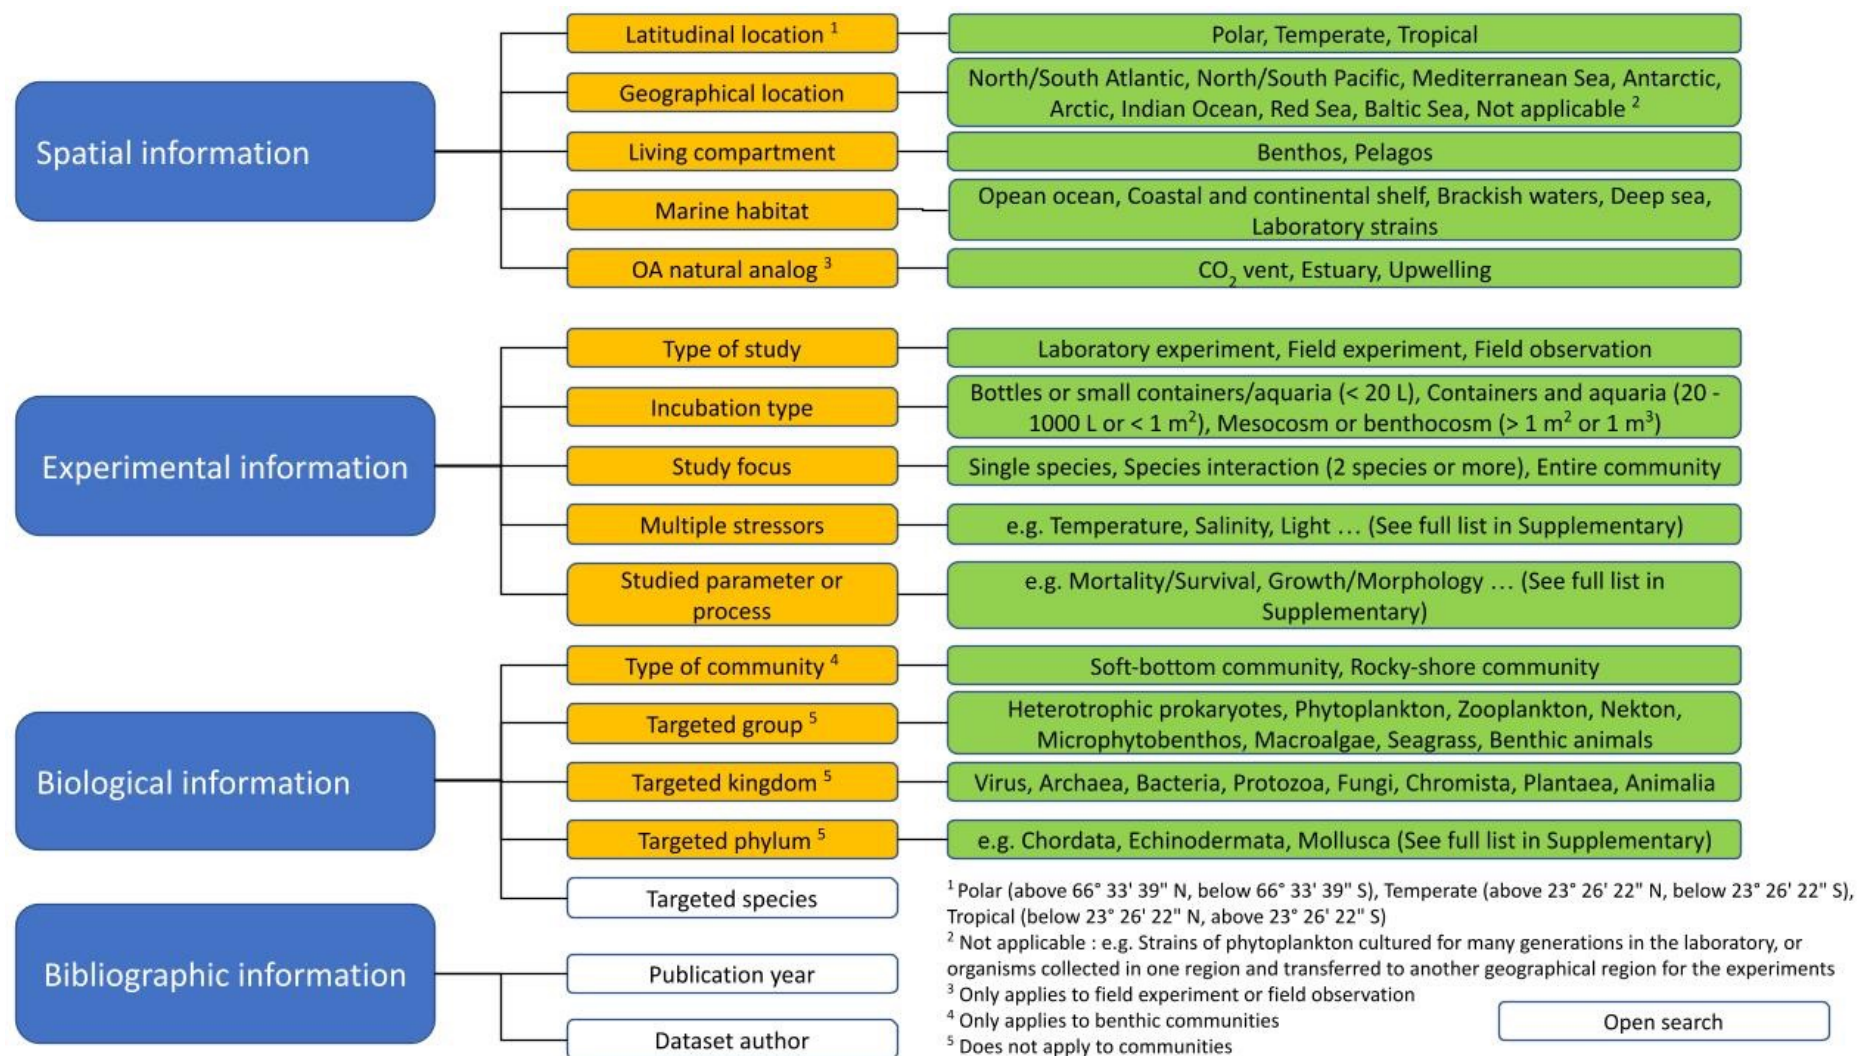 Spatial information
Latitudinal location ¹
Polar, Temperate, Tropical
Geographical location
North/South Atlantic, North/South Pacific, Mediterranean Sea, Antarctic,
Arctic, Indian Ocean, Red Sea, Baltic Sea, Not applicable ²
Living compartment
Benthos, Pelagos
Marine habitat
Opean ocean, Coastal and continental shelf, Brackish waters, Deep sea,
Laboratory strains
OA natural analog ³
CO₂ vent, Estuary, Upwelling
Experimental information
Type of study
Laboratory experiment, Field experiment, Field observation
Incubation type
Bottles or small containers/aquaria (< 20 L), Containers and aquaria (20 -
1000 L or < 1 m²), Mesocosm or benthocosm (> 1 m² or 1 m³)
Study focus
Single species, Species interaction (2 species or more), Entire community
Multiple stressors
e.g. Temperature, Salinity, Light … (See full list in Supplementary)
Studied parameter or
process
e.g. Mortality/Survival, Growth/Morphology … (See full list in
Supplementary)
Biological information
Type of community ⁴
Soft-bottom community, Rocky-shore community
Targeted group ⁵
Heterotrophic prokaryotes, Phytoplankton, Zooplankton, Nekton,
Microphytobenthos, Macroalgae, Seagrass, Benthic animals
Targeted kingdom ⁵
Virus, Archaea, Bacteria, Protozoa, Fungi, Chromista, Plantaea, Animalia
Targeted phylum ⁵
e.g. Chordata, Echinodermata, Mollusca (See full list in Supplementary)
Targeted species
Bibliographic information
Publication year
Dataset author
¹ Polar (above 66° 33' 39" N, below 66° 33' 39" S), Temperate (above 23° 26' 22" N, below 23° 26' 22" S),
Tropical (below 23° 26' 22" N, above 23° 26' 22" S)
² Not applicable : e.g. Strains of phytoplankton cultured for many generations in the laboratory, or
organisms collected in one region and transferred to another geographical region for the experiments
³ Only applies to field experiment or field observation
⁴ Only applies to benthic communities
⁵ Does not apply to communities
Open search